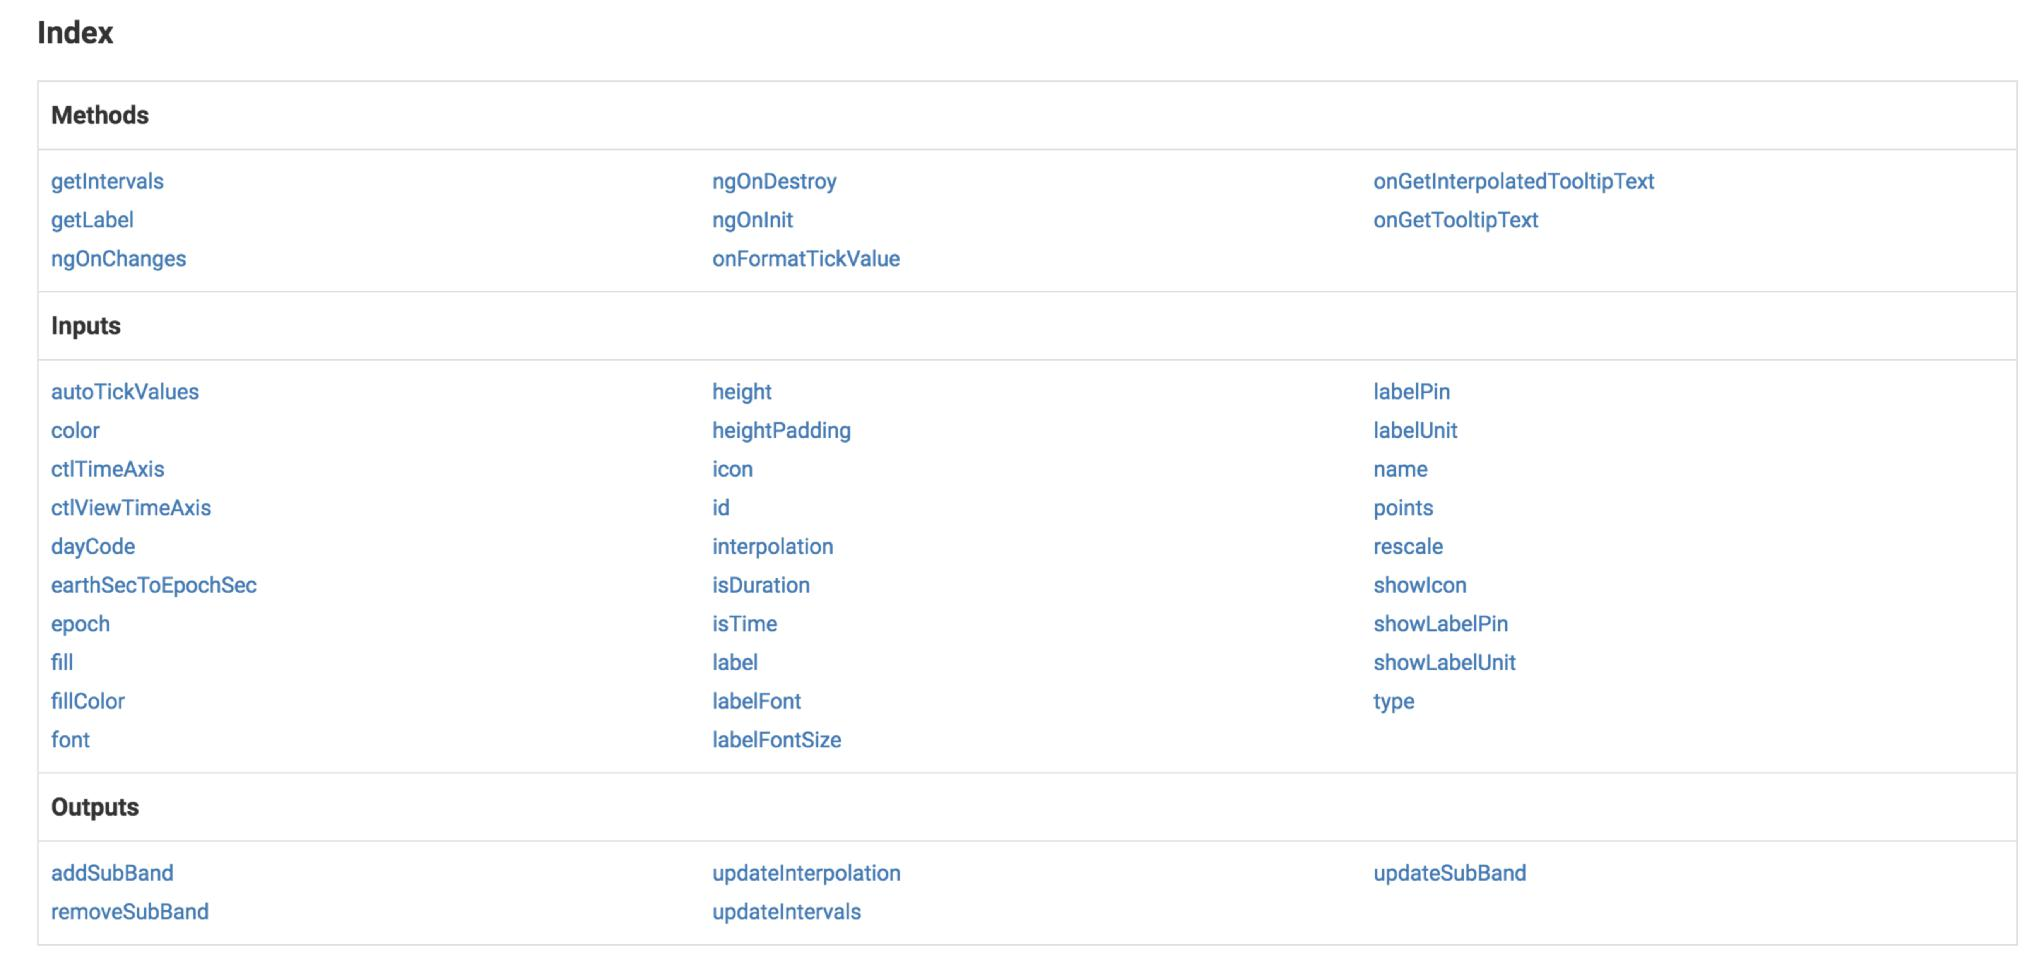 Index
Methods
getIntervals
getLabel
ngOnChanges
ngOnDestroy
ngOnInit
onFormatTickValue
onGetInterpolatedTooltipText
onGetTooltipText
Inputs
autoTickValues
color
ctlTimeAxis
ctlViewTimeAxis
dayCode
earthSecToEpochSec
epoch
fill
fillColor
font
height
heightPadding
icon
id
interpolation
isDuration
isTime
label
labelFont
labelFontSize
labelPin
labelUnit
name
points
rescale
showIcon
showLabelPin
showLabelUnit
type
Outputs
addSubBand
removeSubBand
updateInterpolation
updateIntervals
updateSubBand